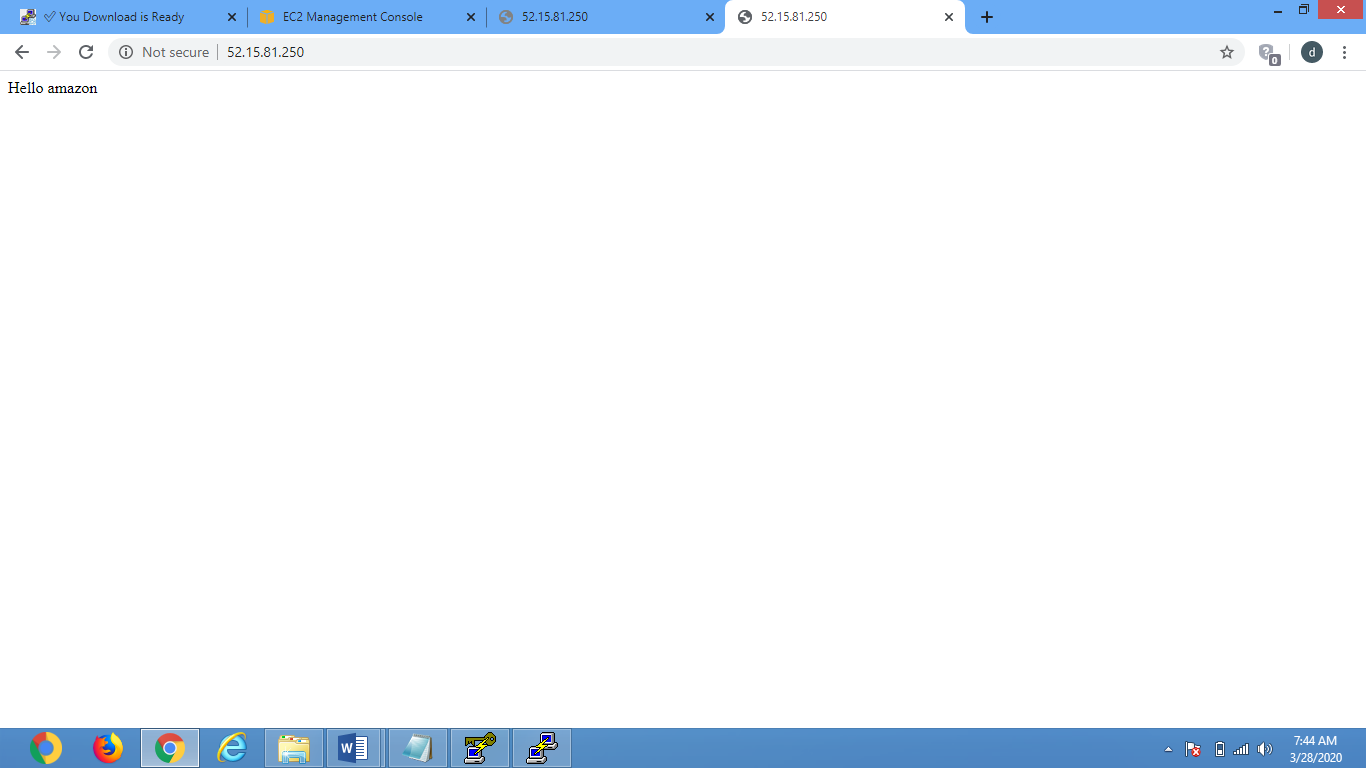 You Download is Ready
EC2 Management Console
52.15.81.250
52.15.81.250
Not secure
52.15.81.250
d
0
Hello amazon
7:44 AM
3/28/2020